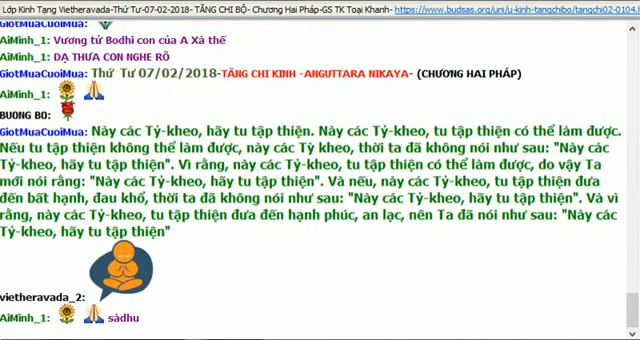 Lớp Kinh Tạng Vietheravada-Thứ Tư-07-02-2018- TĂNG CHI BỘ- Chương Hai Pháp-GS TK Toại Khanh- https://www.budsas.org/uni/u-kinh-tangchibo/tangchi02-0104.h
GiotMuaCuoiMua:
AiMinh_1: Vương tử Bodhi con của A Xà thế
AiMinh_1: DẠ THƯA CON NGHE RÕ
GiotMuaCuoiMua: Thứ Tư 07/02/2018-TĂNG CHI KINH -ANGUTTARA NIKAYA- (CHƯƠNG HAI PHÁP)
AiMinh_1:
BUONG BO:
GiotMuaCuoiMua: Này các Tỷ-kheo, hãy tu tập thiện. Này các Tỷ-kheo, tu tập thiện có thể làm được.
Nếu tu tập thiện không thể làm được, này các Tỳ kheo, thời ta đã không nói như sau: "Này các
Tỷ-kheo, hãy tu tập thiện". Vì rằng, này các Tỷ-kheo, tu tập thiện có thể làm được, do vậy Ta
mới nói rằng: "Này các Tỷ-kheo, hãy tu tập thiện". Và nếu, này các Tỷ-kheo, tu tập thiện đưa
đến bất hạnh, đau khổ, thời ta đã không nói như sau: "Này các Tỷ-kheo, hãy tu tập thiện". Và vì
rằng, này các Tỷ-kheo, tu tập thiện đưa đến hạnh phúc, an lạc, nên Ta đã nói như sau: "Này các
Tỷ-kheo, hãy tu tập thiện"
vietheravada_2:
AiMinh_1: sàdhu